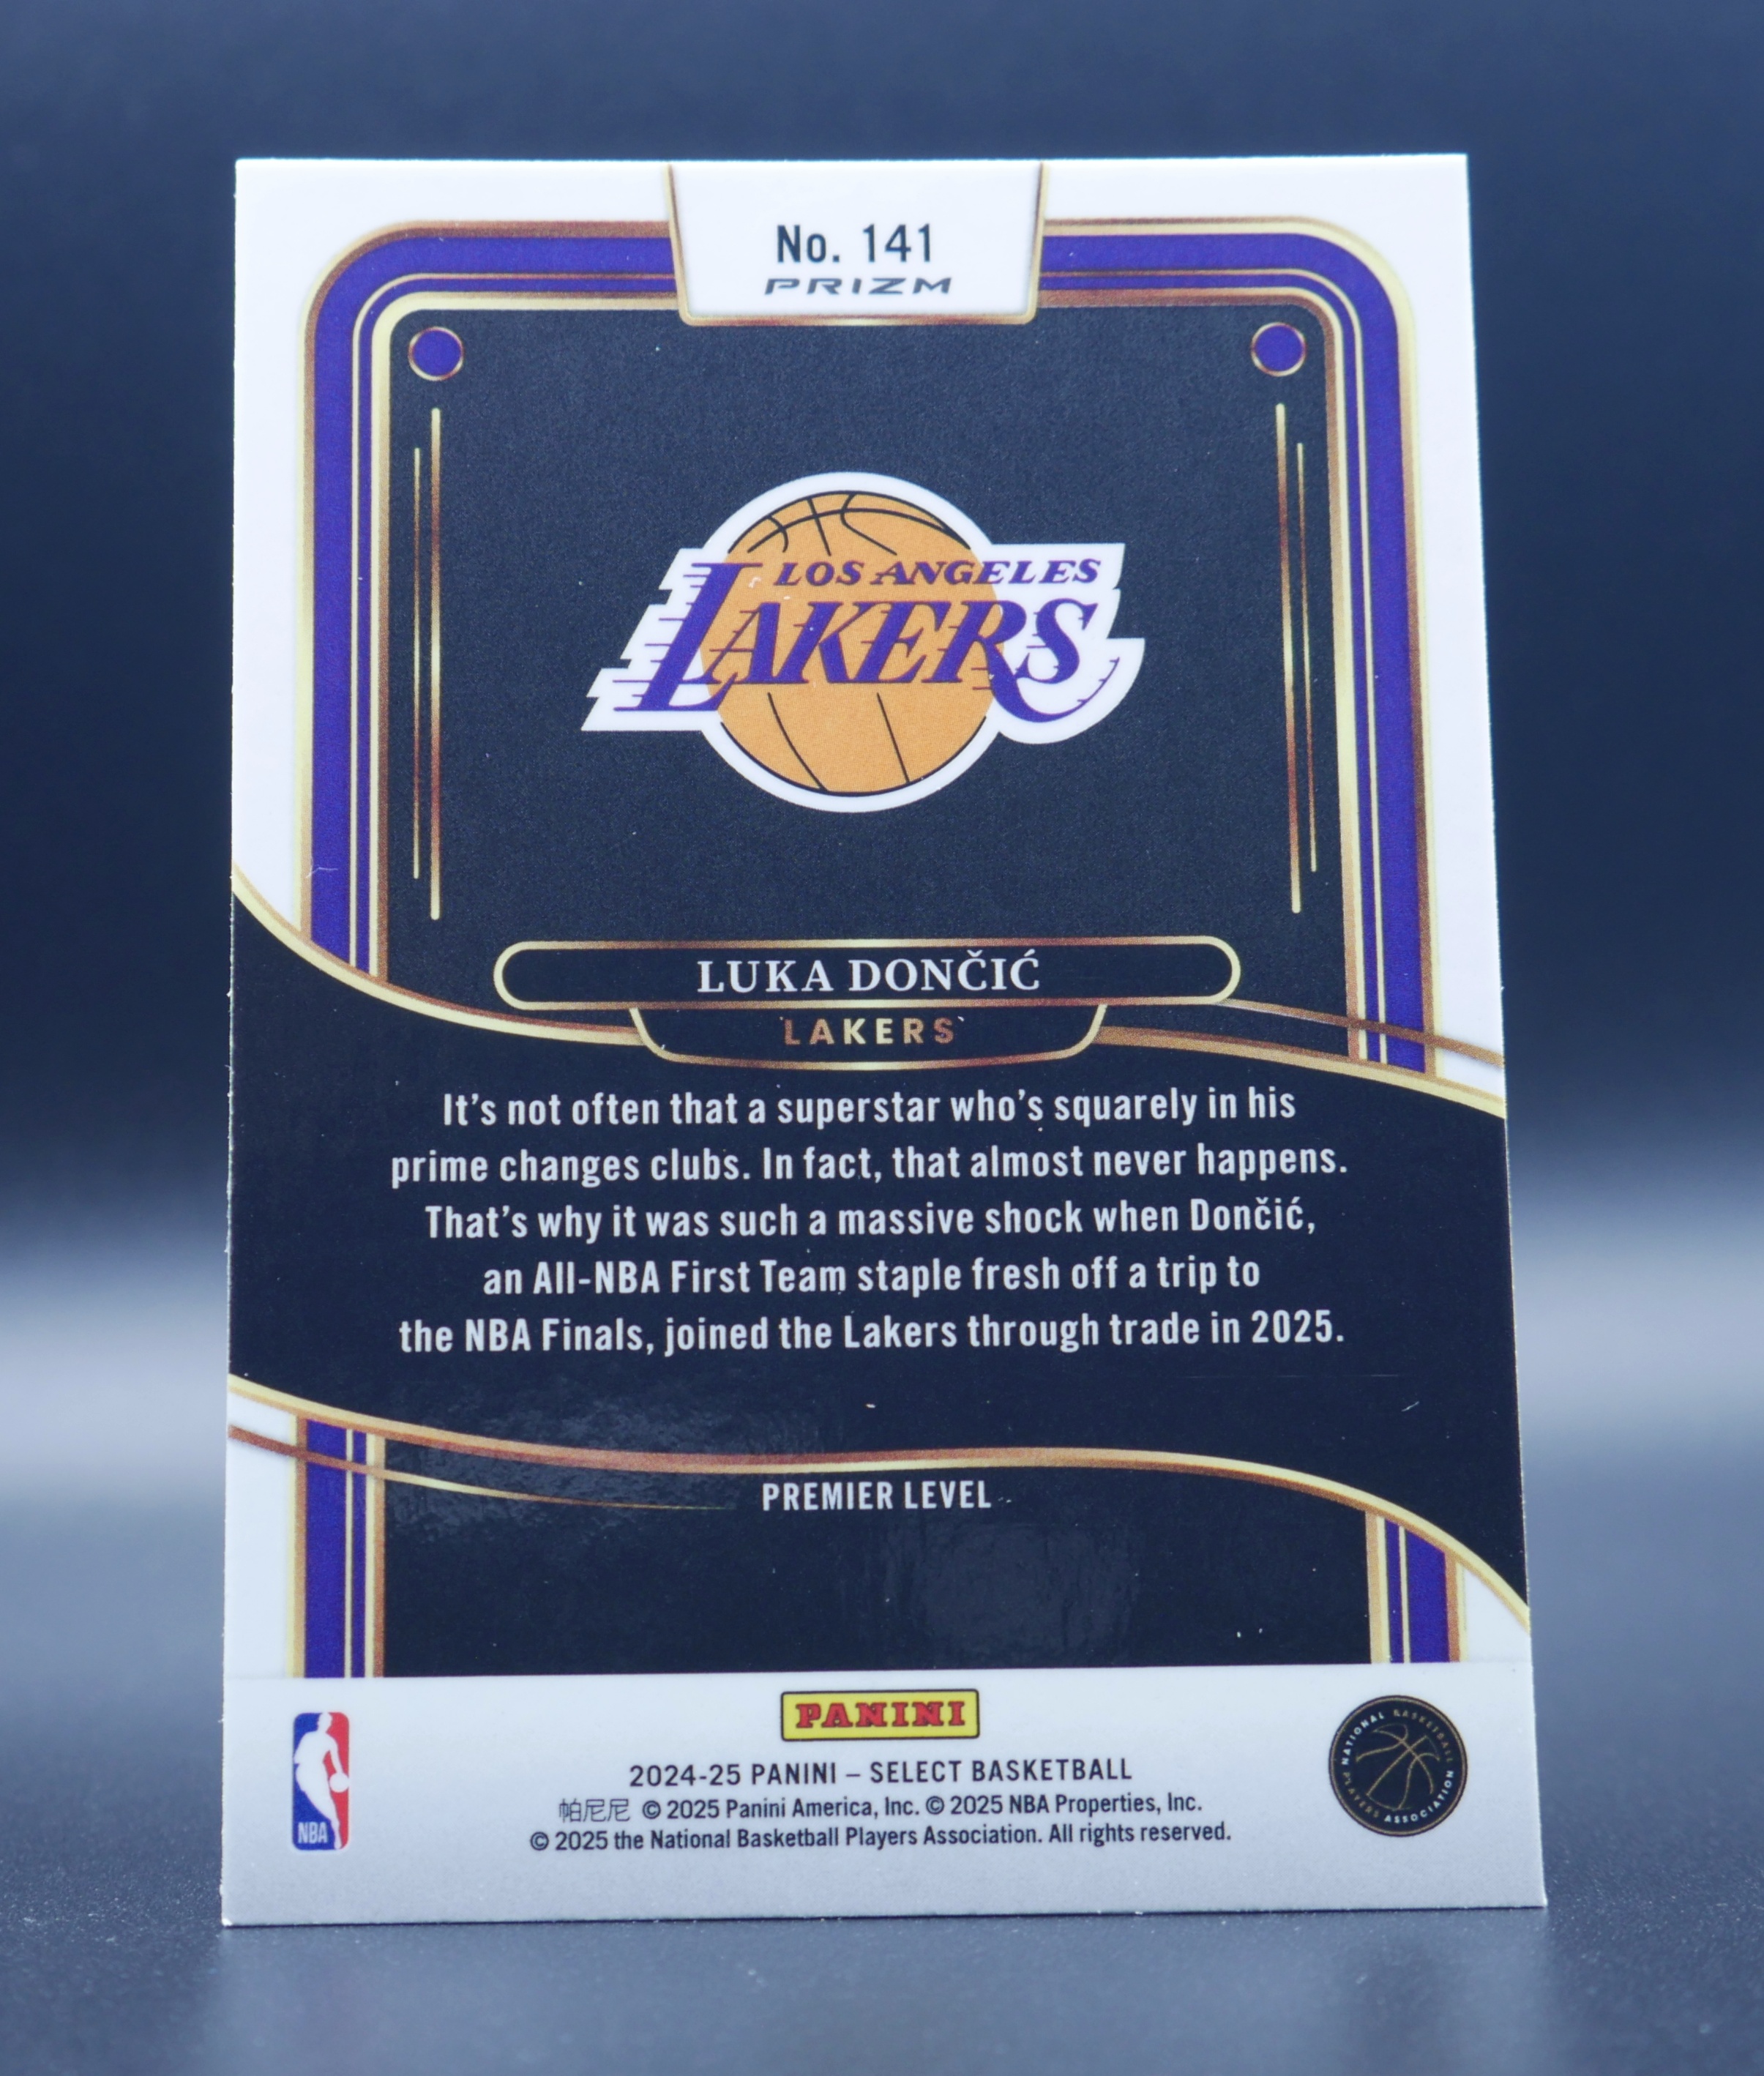 No. 141
PRIZM
LOS ANGELES
LAKERS
LUKA DONČIĆ
LAKERS
It's not often that a superstar who's squarely in his
prime changes clubs. In fact, that almost never happens.
That's why it was such a massive shock when Dončić,
an All-NBA First Team staple fresh off a trip to
the NBA Finals, joined the Lakers through trade in 2025.
PREMIER LEVEL
PANINI
2024-25 PANINI – SELECT BASKETBALL
帕尼尼 © 2025 Panini America, Inc. © 2025 NBA Properties, Inc.
© 2025 the National Basketball Players Association. All rights reserved.
NBA
NATIONAL BASKETBALL PLAYERS ASSOCIATION